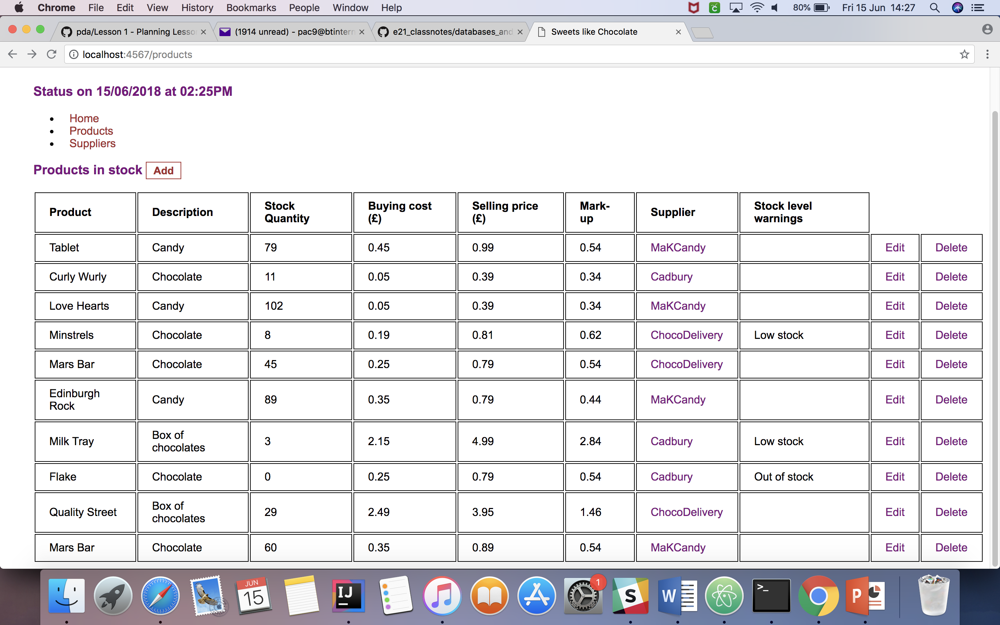 Chrome File Edit View History Bookmarks People Window Help 80% Fri 15 Jun 14:27
pda/Lesson 1 - Planning Lesso (1914 unread) - pac9@btintern e21_classnotes/databases_and Sweets like Chocolate
localhost:4567/products
Status on 15/06/2018 at 02:25PM
Home
Products
Suppliers
Products in stock Add
Product Description Stock Quantity Buying cost (£) Selling price (£) Mark-up Supplier Stock level warnings
Tablet Candy 79 0.45 0.99 0.54 MaKCandy Edit Delete
Curly Wurly Chocolate 11 0.05 0.39 0.34 Cadbury Edit Delete
Love Hearts Candy 102 0.05 0.39 0.34 MaKCandy Edit Delete
Minstrels Chocolate 8 0.19 0.81 0.62 ChocoDelivery Low stock Edit Delete
Mars Bar Chocolate 45 0.25 0.79 0.54 ChocoDelivery Edit Delete
Edinburgh Rock Candy 89 0.35 0.79 0.44 MaKCandy Edit Delete
Milk Tray Box of chocolates 3 2.15 4.99 2.84 Cadbury Low stock Edit Delete
Flake Chocolate 0 0.25 0.79 0.54 Cadbury Out of stock Edit Delete
Quality Street Box of chocolates 29 2.49 3.95 1.46 ChocoDelivery Edit Delete
Mars Bar Chocolate 60 0.35 0.89 0.54 MaKCandy Edit Delete
JUN
15
IJ
1
S
W
>_
P